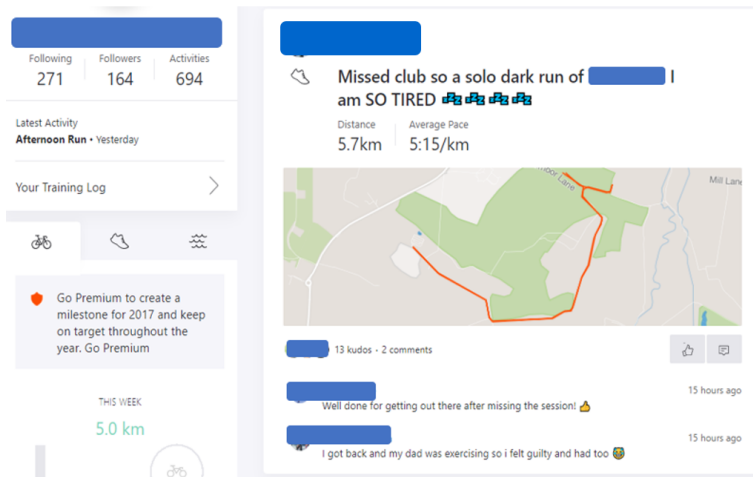 Following
Followers
Activities
271
164
694
Latest Activity
Afternoon Run • Yesterday
Your Training Log
Go Premium to create a
milestone for 2017 and keep
on target throughout the
year. Go Premium
THIS WEEK
5.0 km
Missed club so a solo dark run of I
am SO TIRED 💤 💤 💤 💤
Distance
Average Pace
5.7km
5:15/km
Lane
Mill Lane
13 kudos · 2 comments
15 hours ago
Well done for getting out there after missing the session! 👍
15 hours ago
I got back and my dad was exercising so i felt guilty and had too